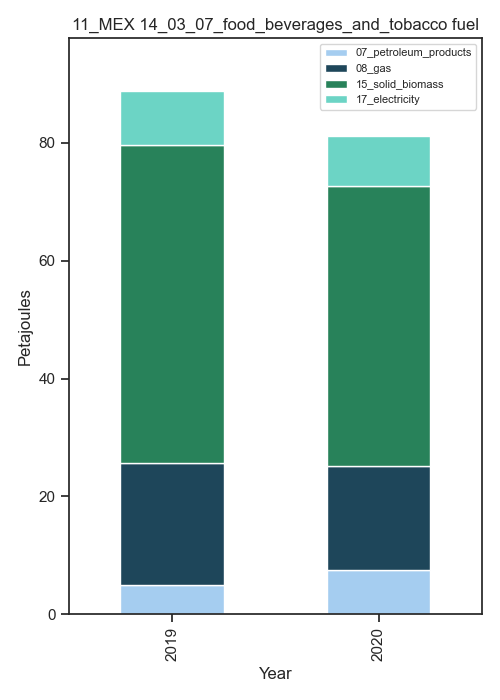 11_MEX 14_03_07_food_beverages_and_tobacco fuel
07_petroleum_products
08_gas
15_solid_biomass
17_electricity
Petajoules
80
60
40
20
0
2019
2020
Year